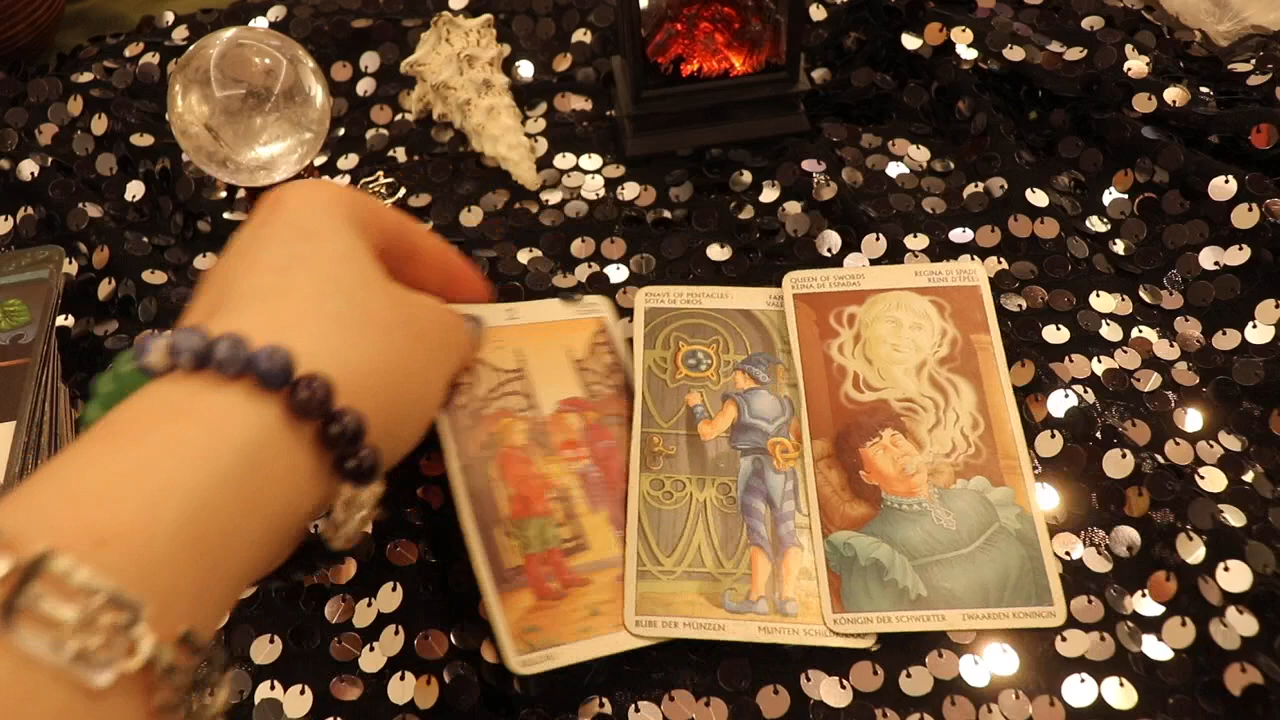 KNAVE OF PENTACLES
SOTA DE OROS
QUEEN OF SWORDS
REINA DE ESPADAS
REGINA DI SPADE
REINE D'ÉPÉES
BUBE DER MÜNZEN
MUNTEN
KÖNIGIN DER SCHWERTER
ZWAARDEN KONINGIN